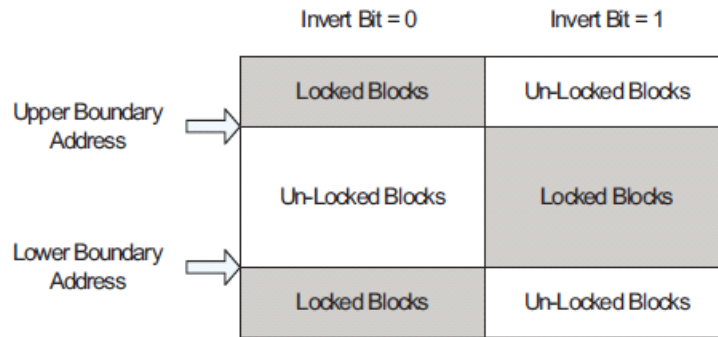 Invert Bit = 0 Invert Bit = 1
Locked Blocks Un-Locked Blocks
Upper Boundary
Address
Un-Locked Blocks Locked Blocks
Lower Boundary
Address
Locked Blocks Un-Locked Blocks